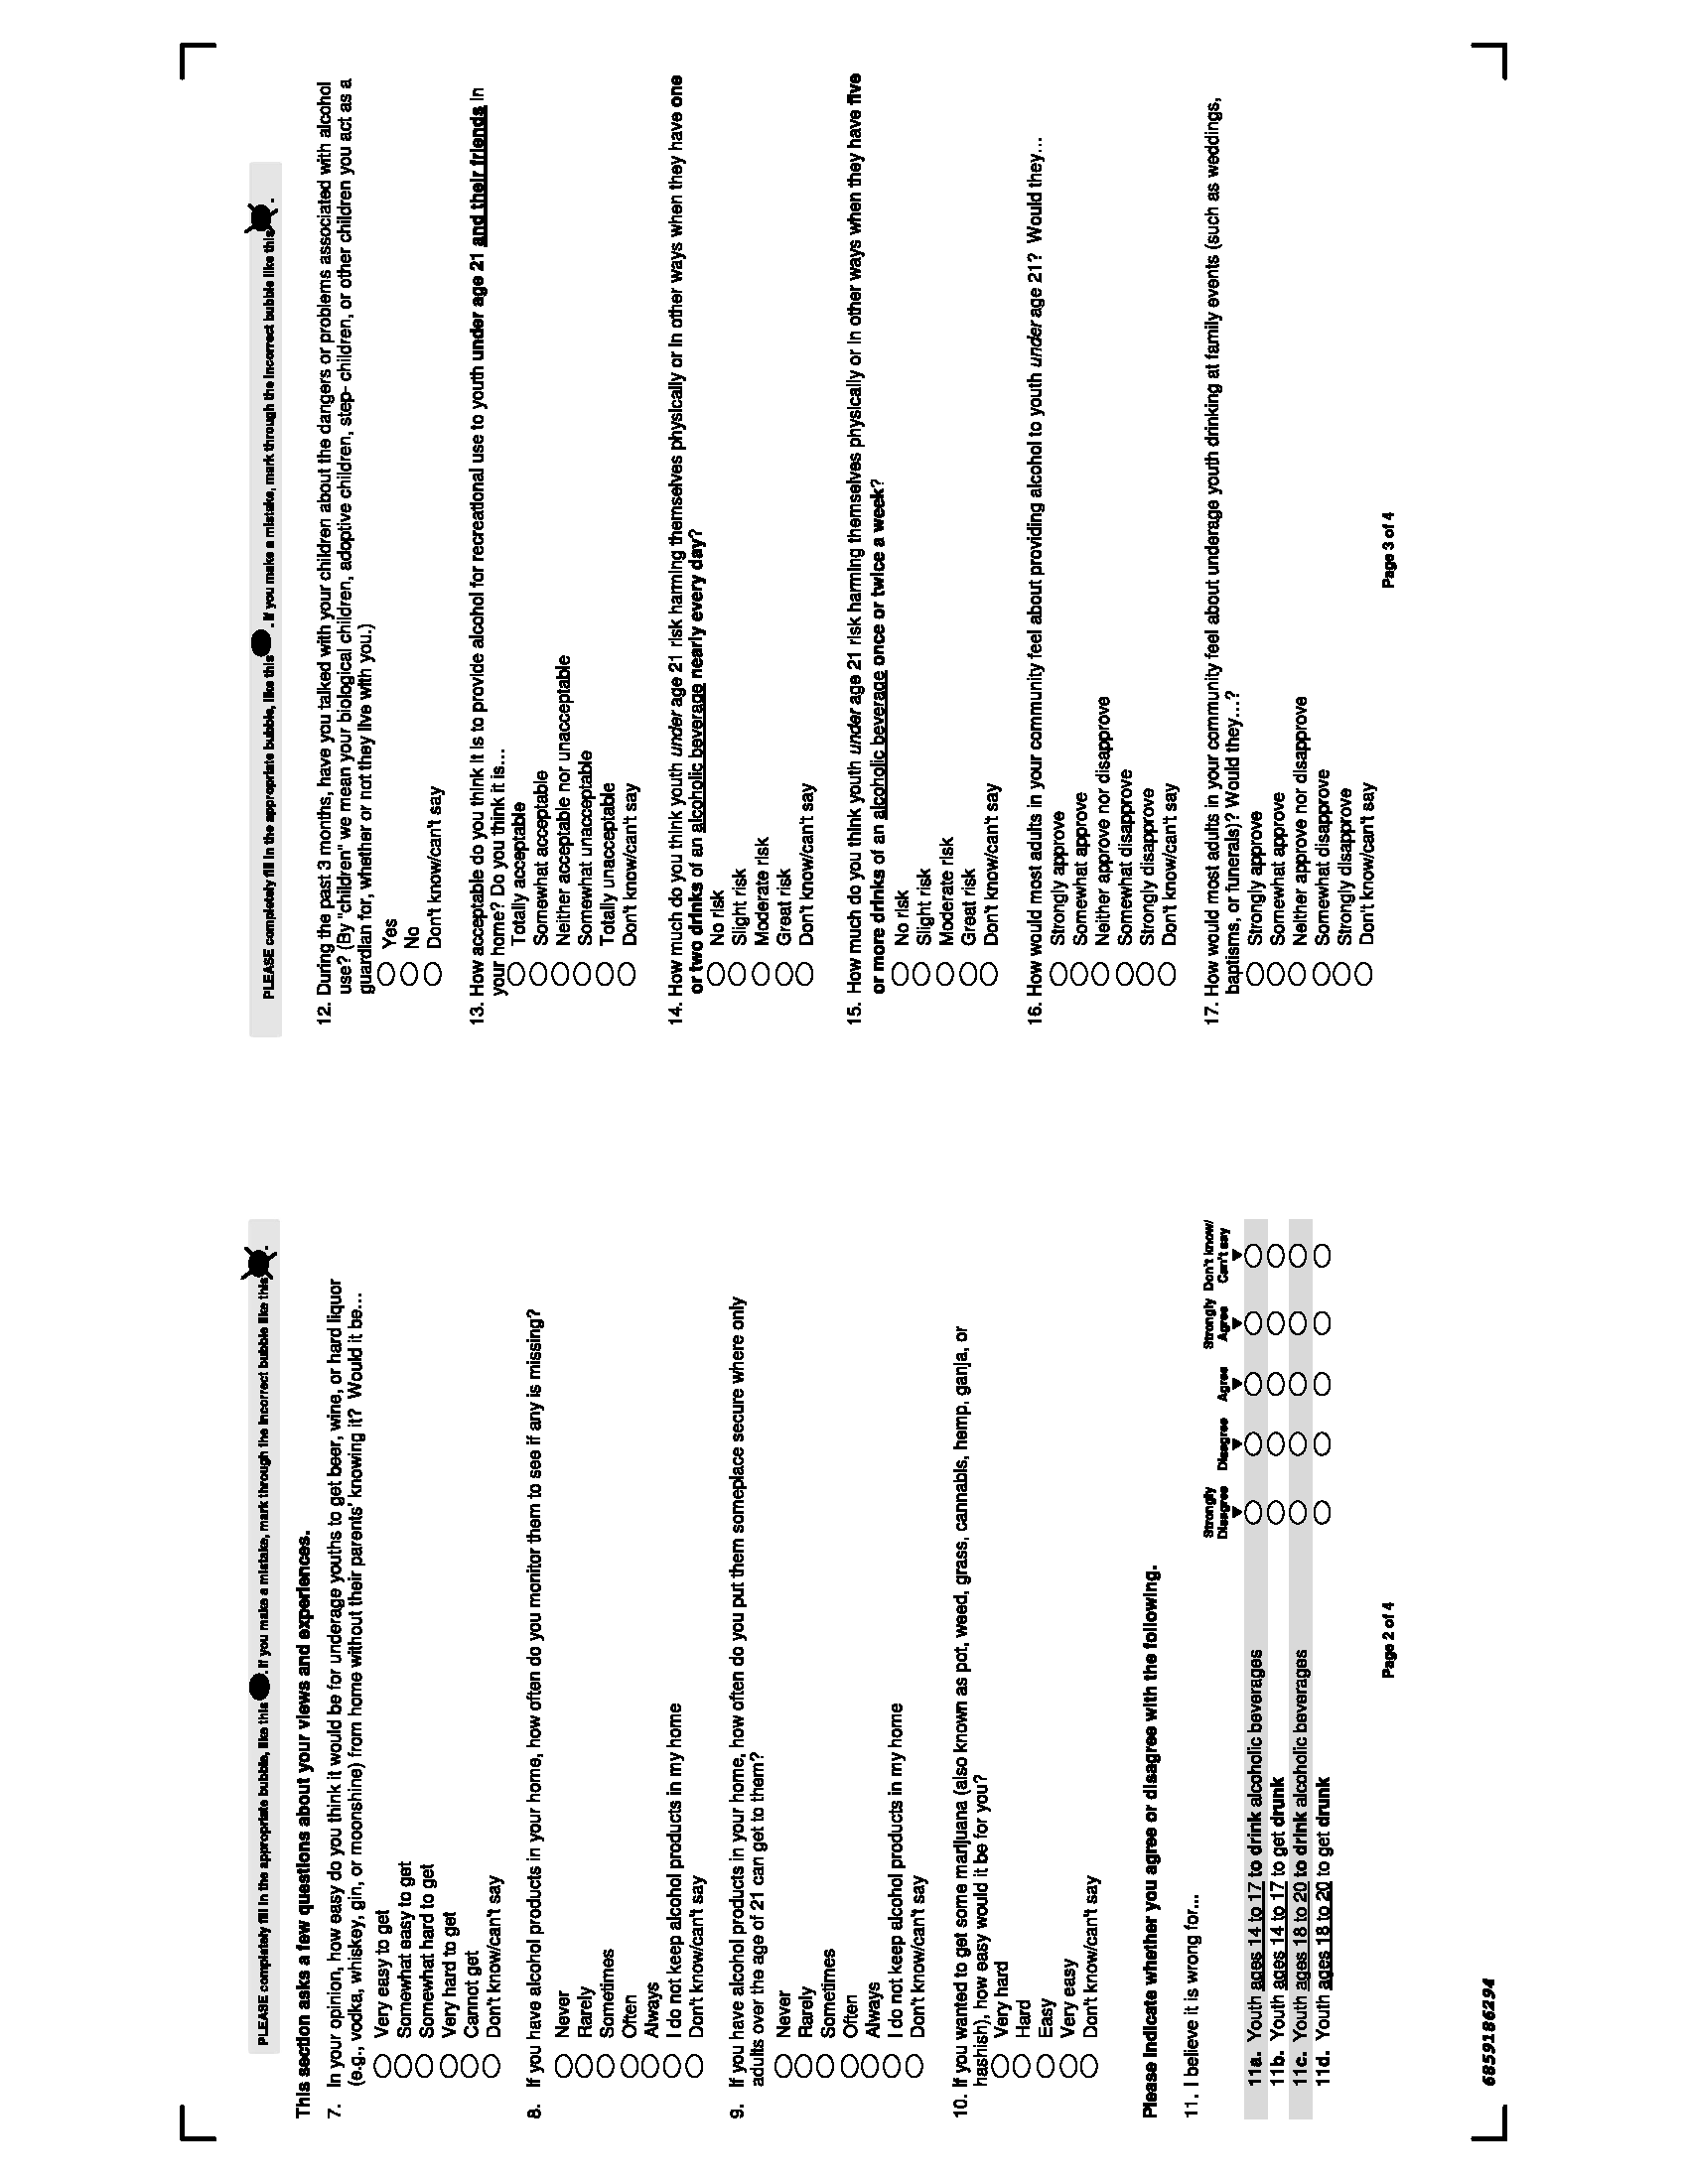 PLEASE completely fill in the appropriate bubble, like this . If you make a mistake, mark through the incorrect bubble like this .
This section asks a few questions about your views and experiences.
7. In your opinion, how easy do you think it would be for underage youths to get beer, wine, or hard liquor
(e.g., vodka, whiskey, gin, or moonshine) from home without their parents' knowing it? Would it be...
Very easy to get
Somewhat easy to get
Somewhat hard to get
Very hard to get
Cannot get
Don't know/can't say
8. If you have alcohol products in your home, how often do you monitor them to see if any is missing?
Never
Rarely
Sometimes
Often
Always
I do not keep alcohol products in my home
Don't know/can't say
9. If you have alcohol products in your home, how often do you put them someplace secure where only
adults over the age of 21 can get to them?
Never
Rarely
Sometimes
Often
Always
I do not keep alcohol products in my home
Don't know/can't say
10. If you wanted to get some marijuana (also known as pot, weed, grass, cannabis, hemp, ganja, or
hashish), how easy would it be for you?
Very hard
Hard
Easy
Very easy
Don't know/can't say
Please indicate whether you agree or disagree with the following.
11. I believe it is wrong for...
Strongly Disagree Disagree Agree Strongly Agree Don't know/ Can't say
11a. Youth ages 14 to 17 to drink alcoholic beverages
11b. Youth ages 14 to 17 to get drunk
11c. Youth ages 18 to 20 to drink alcoholic beverages
11d. Youth ages 18 to 20 to get drunk
Page 2 of 4
6859186294
PLEASE completely fill in the appropriate bubble, like this . If you make a mistake, mark through the incorrect bubble like this .
12. During the past 3 months, have you talked with your children about the dangers or problems associated with alcohol
use? (By "children" we mean your biological children, adoptive children, step- children, or other children you act as a
guardian for, whether or not they live with you.)
Yes
No
Don't know/can't say
13. How acceptable do you think it is to provide alcohol for recreational use to youth under age 21 and their friends in
your home? Do you think it is...
Totally acceptable
Somewhat acceptable
Neither acceptable nor unacceptable
Somewhat unacceptable
Totally unacceptable
Don't know/can't say
14. How much do you think youth under age 21 risk harming themselves physically or in other ways when they have one
or two drinks of an alcoholic beverage nearly every day?
No risk
Slight risk
Moderate risk
Great risk
Don't know/can't say
15. How much do you think youth under age 21 risk harming themselves physically or in other ways when they have five
or more drinks of an alcoholic beverage once or twice a week?
No risk
Slight risk
Moderate risk
Great risk
Don't know/can't say
16. How would most adults in your community feel about providing alcohol to youth under age 21? Would they...
Strongly approve
Somewhat approve
Neither approve nor disapprove
Somewhat disapprove
Strongly disapprove
Don't know/can't say
17. How would most adults in your community feel about underage youth drinking at family events (such as weddings,
baptisms, or funerals)? Would they...?
Strongly approve
Somewhat approve
Neither approve nor disapprove
Somewhat disapprove
Strongly disapprove
Don't know/can't say
Page 3 of 4